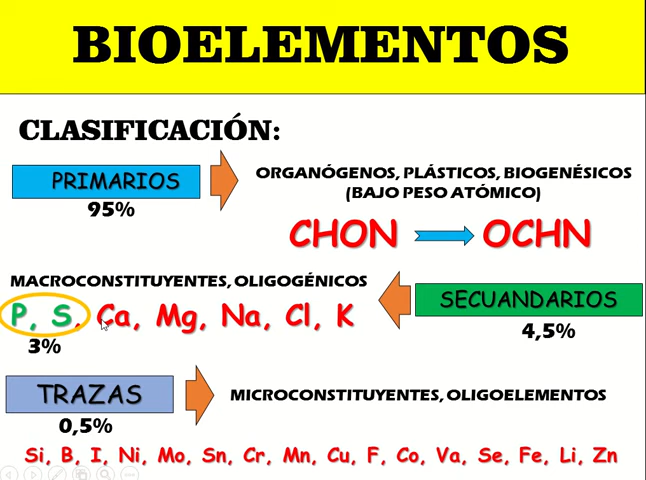 BIOELEMENTOS
CLASIFICACIÓN:
PRIMARIOS
95%
ORGANÓGENOS, PLÁSTICOS, BIOGENÉSICOS
(BAJO PESO ATÓMICO)
CHON OCHN
MACROCONSTITUYENTES, OLIGOGÉNICOS
P, S, Ca, Mg, Na, Cl, K
3%
SECUANDARIOS
4,5%
TRAZAS
0,5%
MICROCONSTITUYENTES, OLIGOELEMENTOS
Si, B, I, Ni, Mo, Sn, Cr, Mn, Cu, F, Co, Va, Se, Fe, Li, Zn